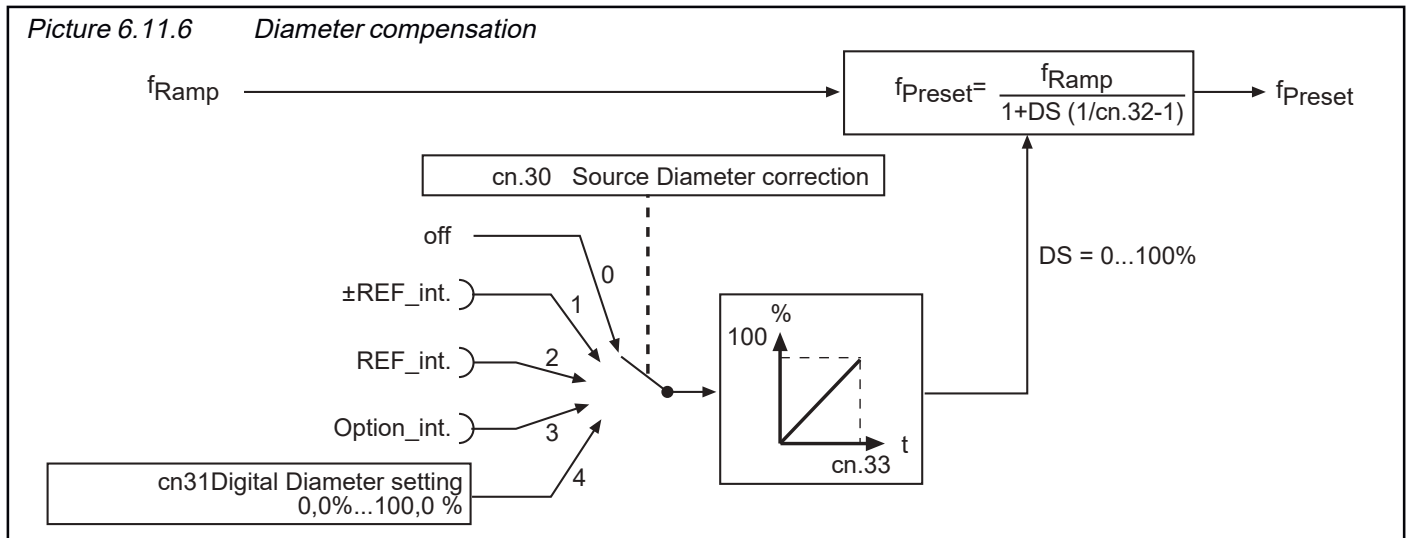 Picture 6.11.6 Diameter compensation
fRamp
fPreset= fRamp
1+DS (1/cn.32-1)
fPreset
cn.30 Source Diameter correction
off
0
DS = 0...100%
±REF_int.
1
REF_int.
2
Option_int.
3
cn31Digital Diameter setting
0,0%...100,0 %
4
%
100
t
cn.33